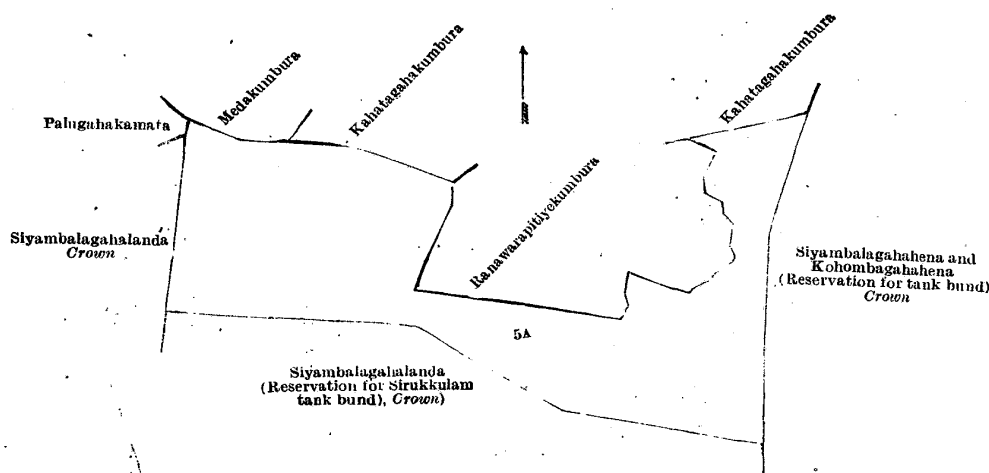 Medakumbura
Kahatagahakumbura
Kahatagahakumbura
Palugahakamata
Ranawarapitiyekumbura
Siyambalagahalanda
Crown
Siyambalagahahena and
Kohombagahahena
(Reservation for tank bund)
Crown
5A
Siyambalagahalanda
(Reservation for Sirukkulam
tank bund), Crown)